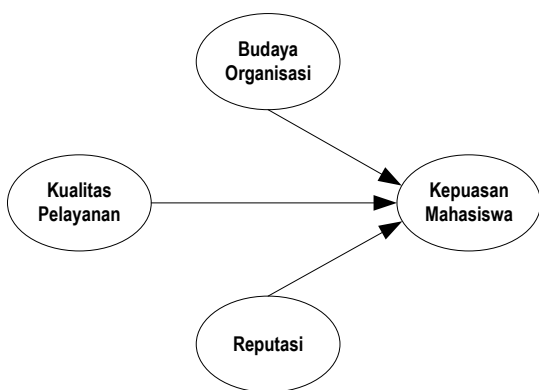 Budaya
Organisasi
Kualitas
Pelayanan
Kepuasan
Mahasiswa
Reputasi